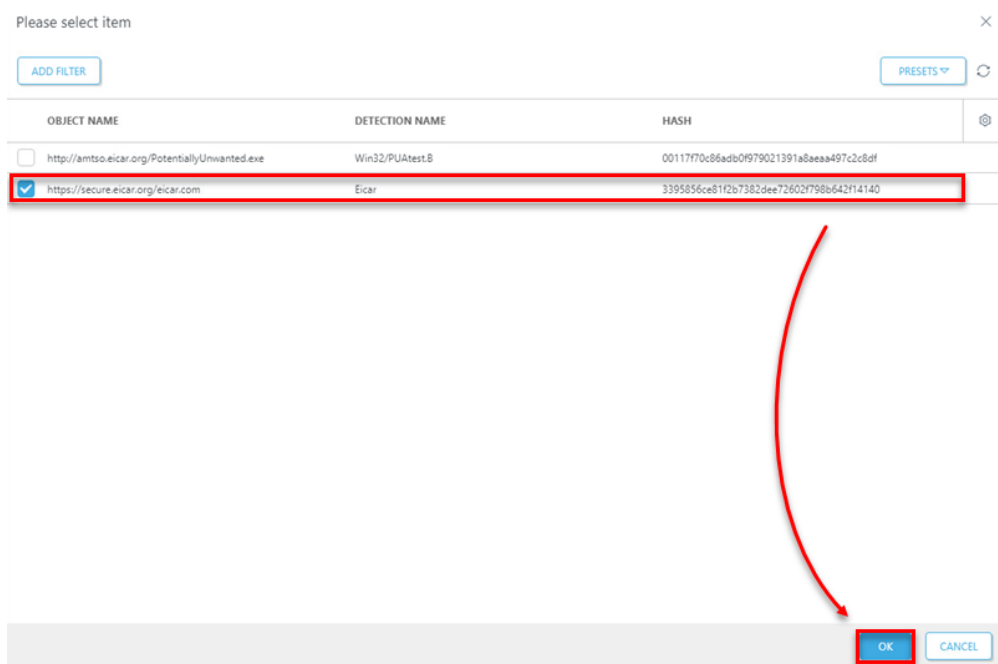 Please select item
ADD FILTER
PRESETS
OBJECT NAME DETECTION NAME HASH
http://amtso.eicar.org/PotentiallyUnwanted.exe Win32/PUAtest.B 00117f70c86adb0f979021391a8aeaa497c2c8df
https://secure.eicar.org/eicar.com Eicar 3395856ce81f2b7382dee72602f798b642f14140
OK CANCEL